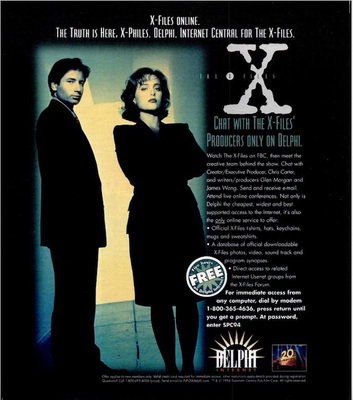 X-Files online.
The Truth is Here, X-Philes. Delphi. Internet Central for The X-Files.
THE X FILES
X
Chat with The X-Files'
Producers only on Delphi.
Watch The X-Files on FBC, then meet the
creative team behind the show. Chat with
Creator/Executive Producer, Chris Carter,
and writers/producers Glen Morgan and
James Wong. Send and receive e-mail.
Attend live online conferences. Not only is
Delphi the cheapest, widest and best
supported access to the Internet, it's also
the only online service to offer:
• Official X-Files t-shirts, hats, keychains,
mugs and sweatshirts.
• A database of official downloadable
X-Files photos, video, sound track and
program synopses.
• Direct access to related
Internet Usenet groups from
the X-Files Forum.
FREE
For immediate access from
any computer, dial by modem
1-800-365-4636, press return until
you get a prompt. At password,
enter SPC94
DELPHI
INTERNET
20